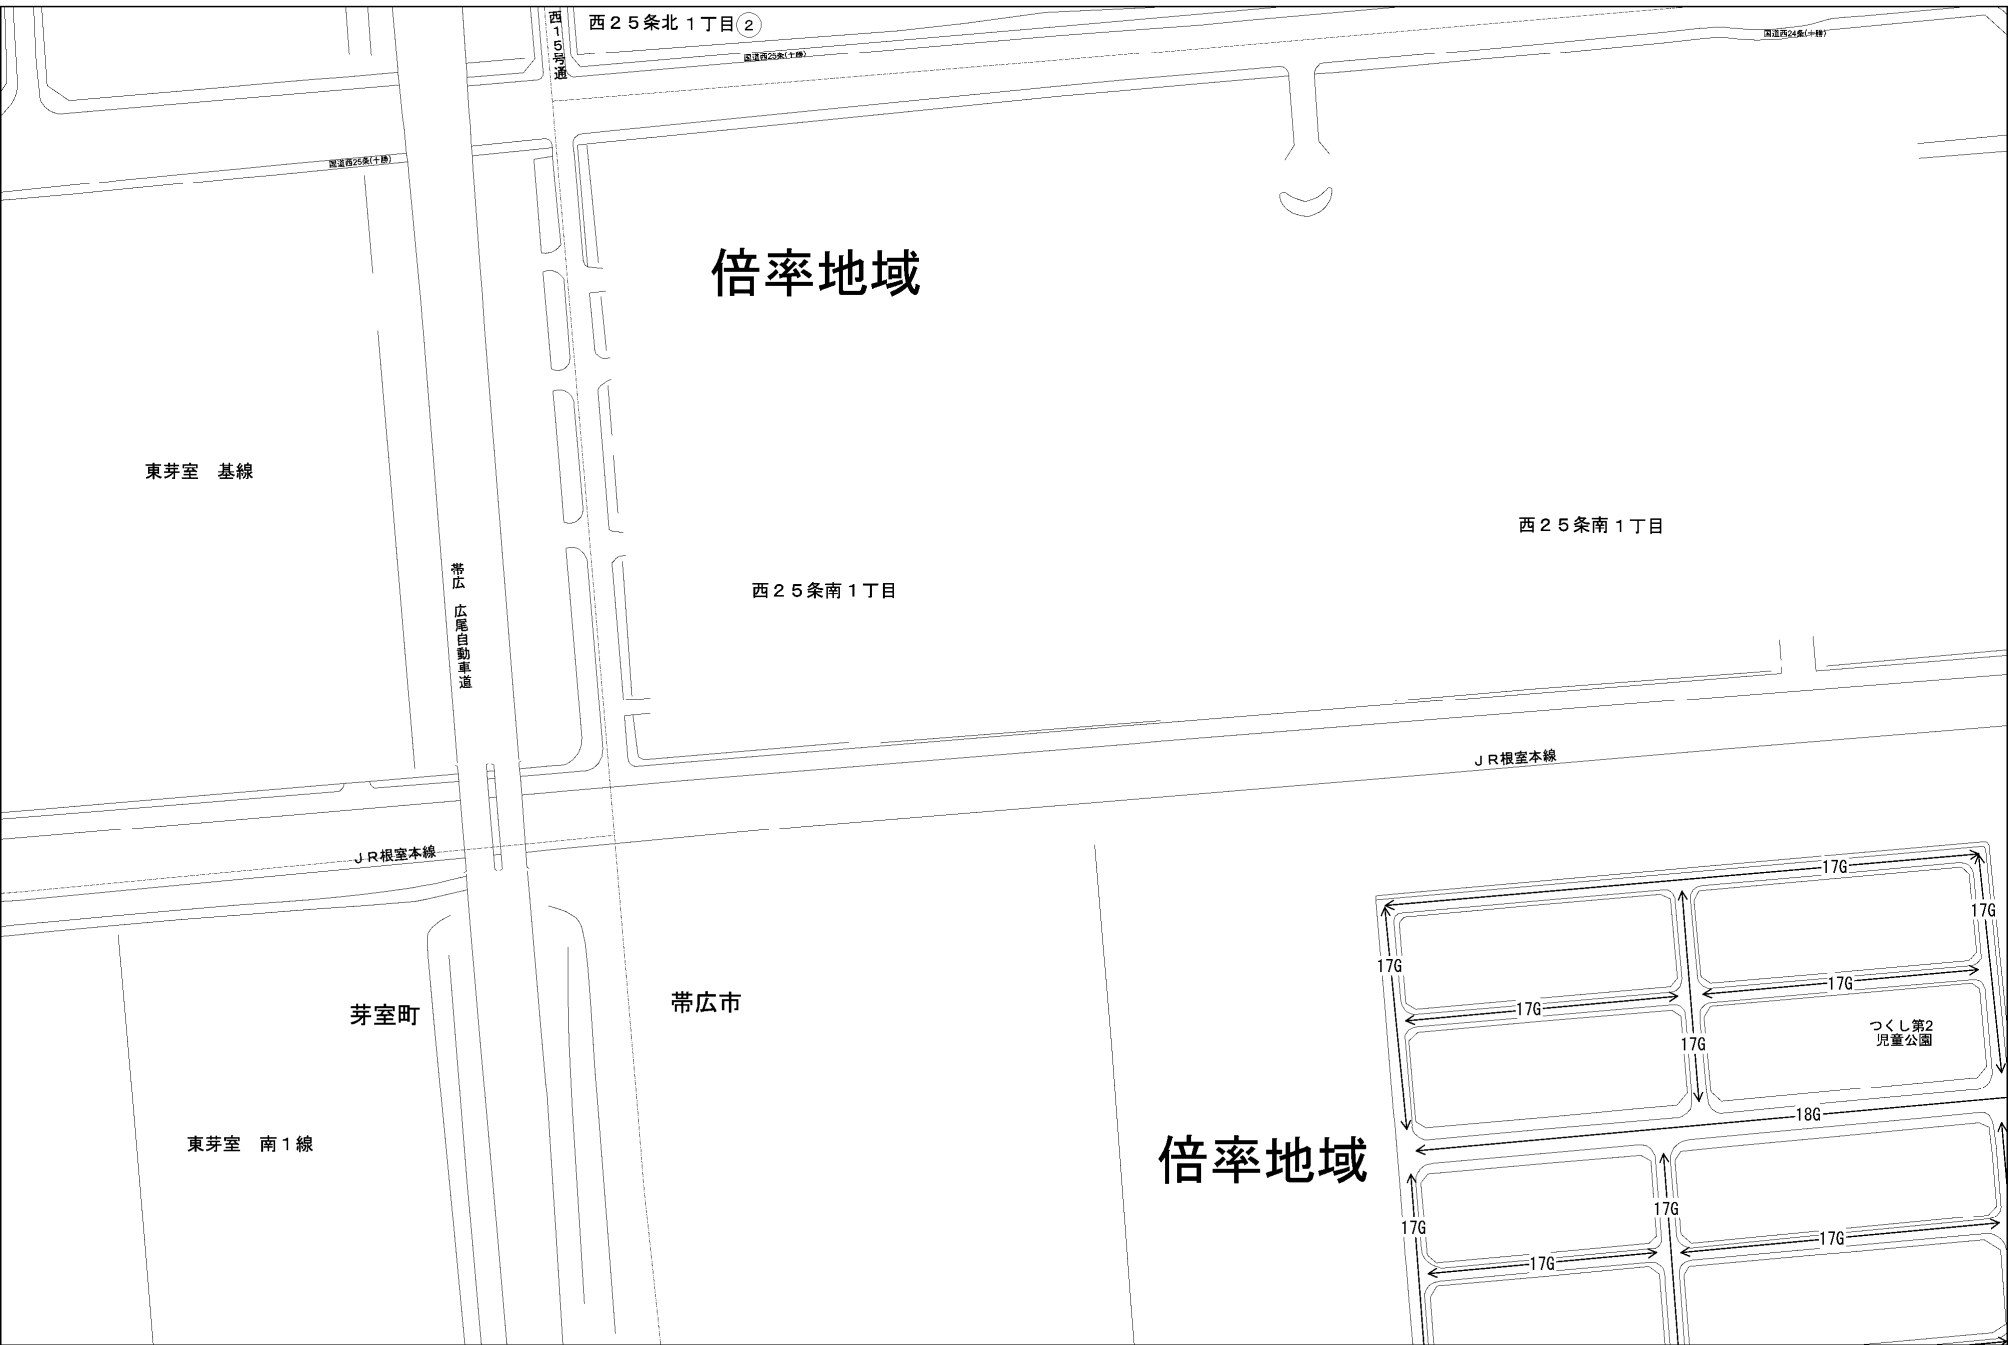 西２５条北１丁目②
西１５号通
国道西25条(十勝)
国道西24条(十勝)
国道西25条(十勝)
倍率地域
東芽室　基線
西２５条南１丁目
帯広　広尾自動車道
西２５条南１丁目
ＪＲ根室本線
ＪＲ根室本線
17G
17G
17G
17G
17G
芽室町
帯広市
つくし第2
児童公園
17G
18G
東芽室　南１線
倍率地域
17G
17G
17G
17G